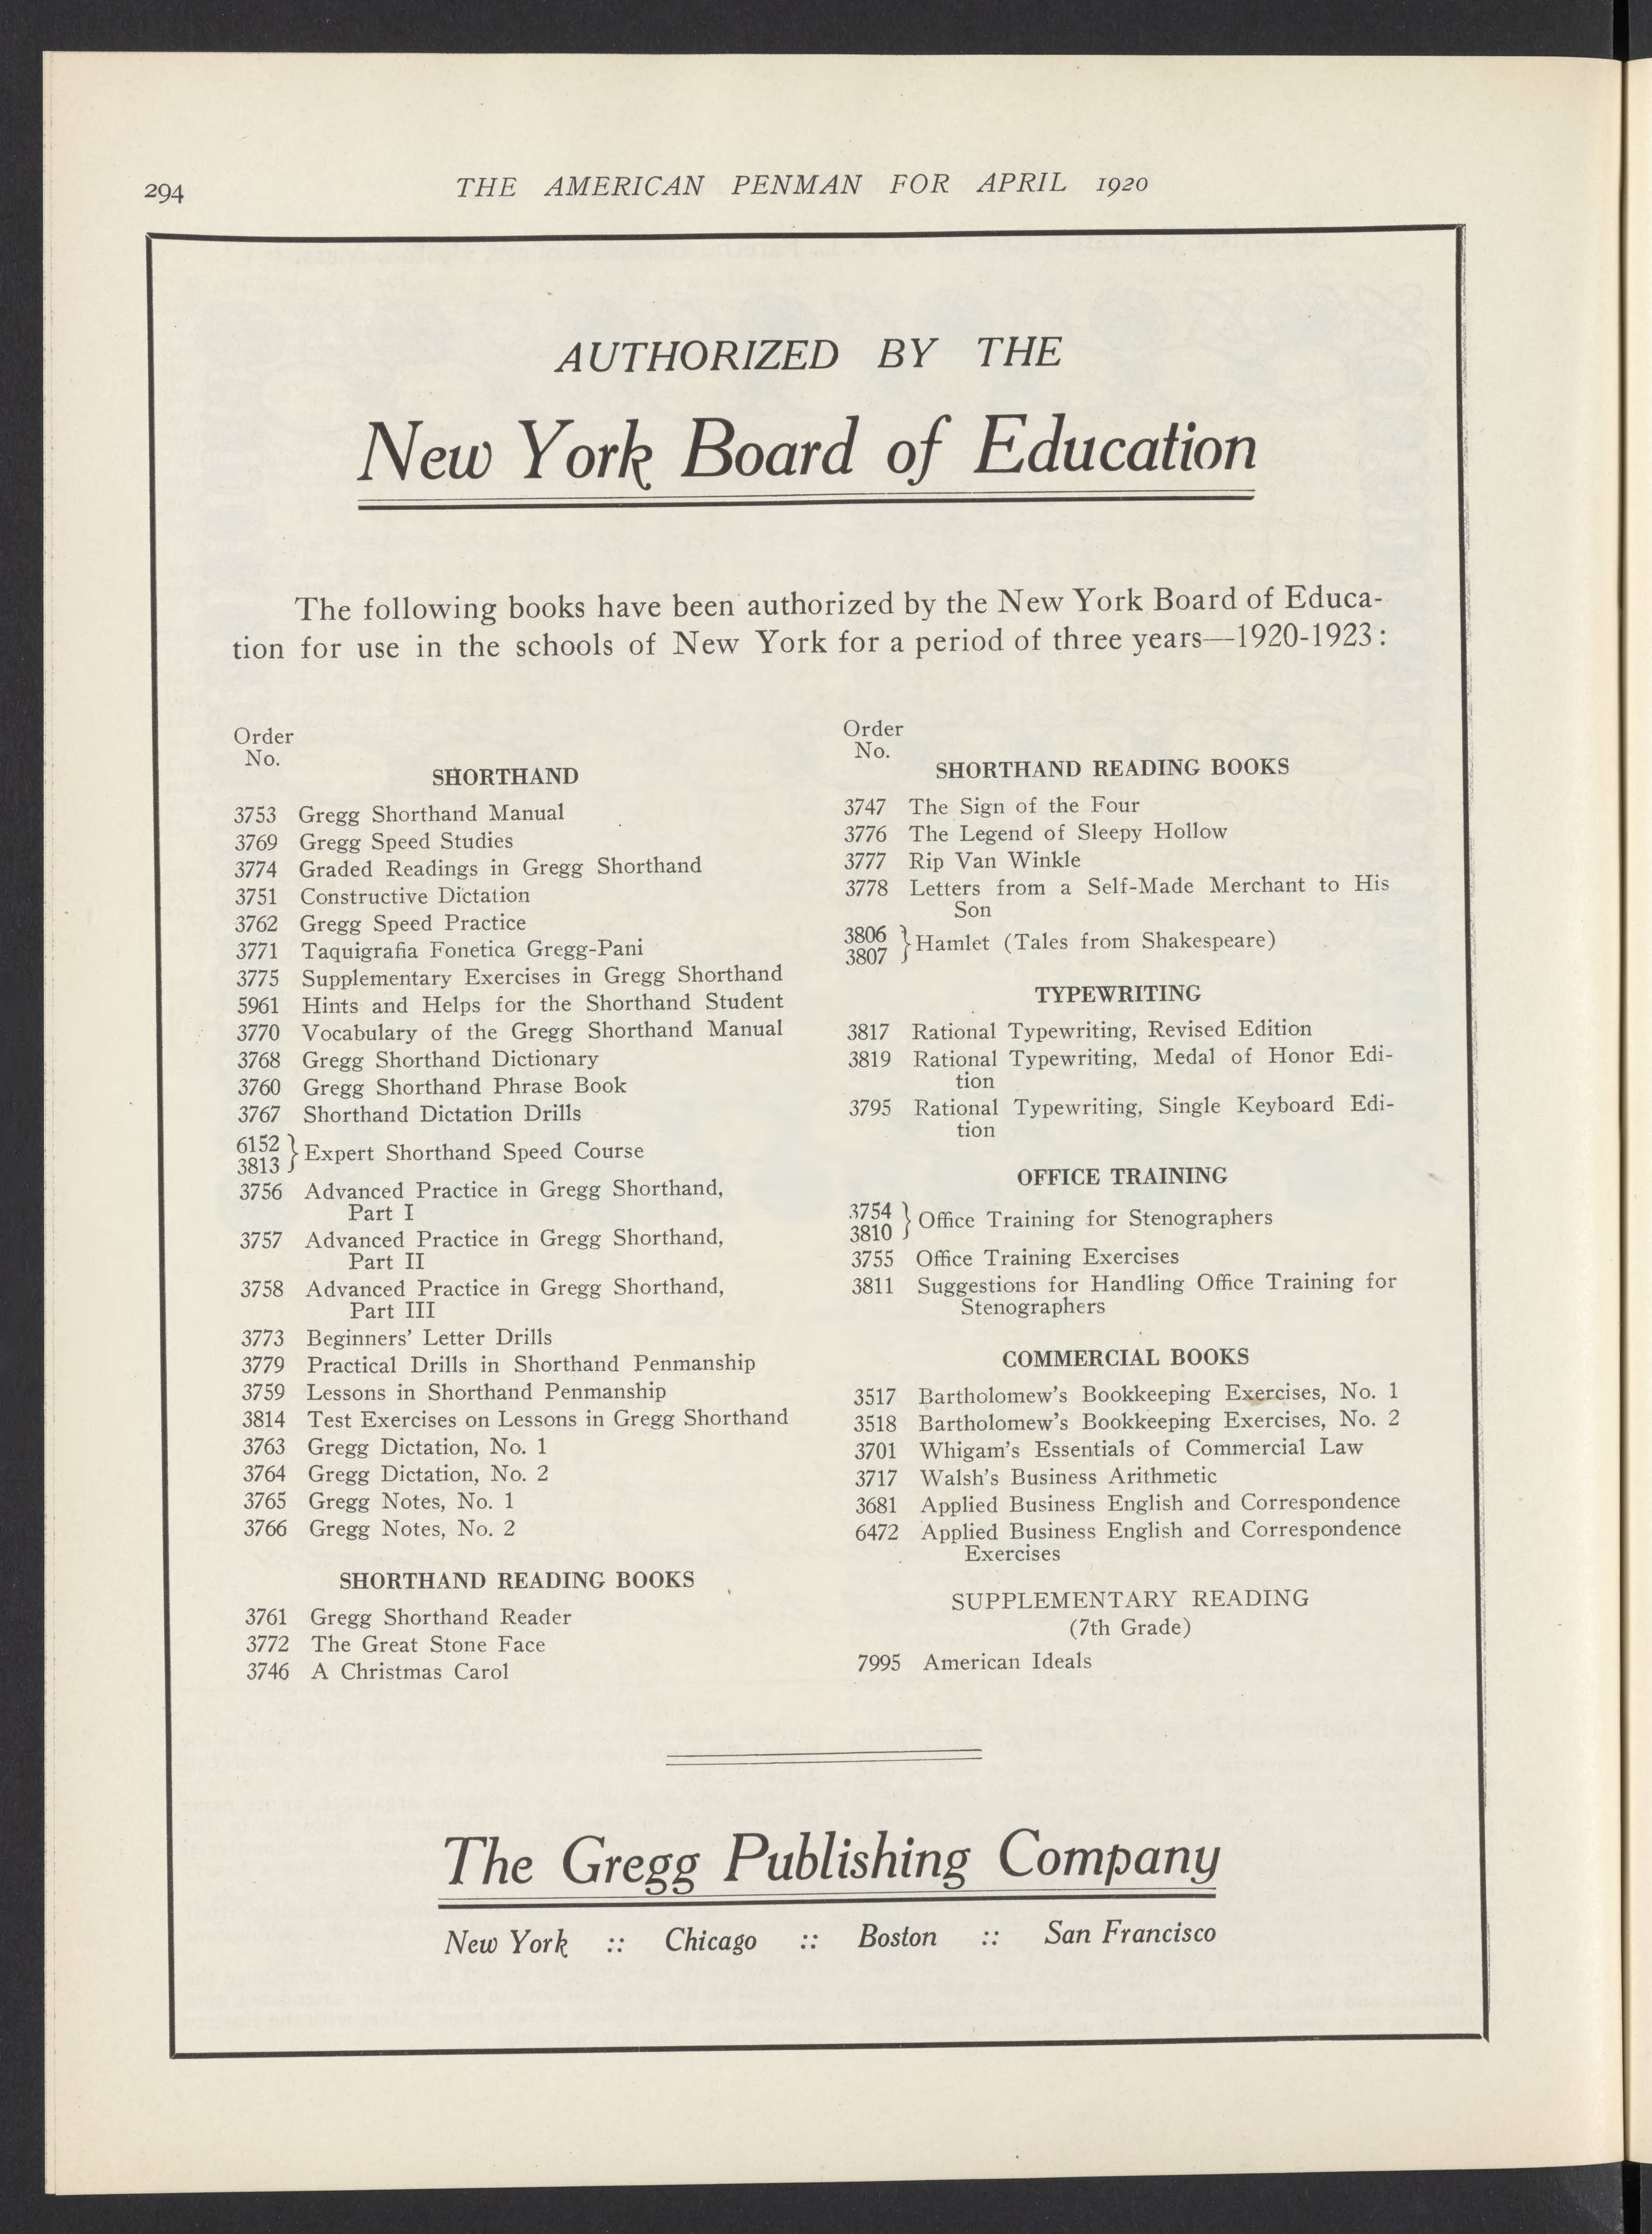 294
THE AMERICAN PENMAN FOR APRIL 1920
AUTHORIZED BY THE
New York Board of Education
The following books have been authorized by the New York Board of Educa-
tion for use in the schools of New York for a period of three years—1920-1923:
Order
No.
SHORTHAND
3753 Gregg Shorthand Manual
3769 Gregg Speed Studies
3774 Graded Readings in Gregg Shorthand
3751 Constructive Dictation
3762 Gregg Speed Practice
3771 Taquigrafia Fonetica Gregg-Pani
3775 Supplementary Exercises in Gregg Shorthand
5961 Hints and Helps for the Shorthand Student
3770 Vocabulary of the Gregg Shorthand Manual
3768 Gregg Shorthand Dictionary
3760 Gregg Shorthand Phrase Book
3767 Shorthand Dictation Drills
6152
3813 } Expert Shorthand Speed Course
3756 Advanced Practice in Gregg Shorthand,
Part I
3757 Advanced Practice in Gregg Shorthand,
Part II
3758 Advanced Practice in Gregg Shorthand,
Part III
3773 Beginners' Letter Drills
3779 Practical Drills in Shorthand Penmanship
3759 Lessons in Shorthand Penmanship
3814 Test Exercises on Lessons in Gregg Shorthand
3763 Gregg Dictation, No. 1
3764 Gregg Dictation, No. 2
3765 Gregg Notes, No. 1
3766 Gregg Notes, No. 2
SHORTHAND READING BOOKS
3761 Gregg Shorthand Reader
3772 The Great Stone Face
3746 A Christmas Carol
Order
No.
SHORTHAND READING BOOKS
3747 The Sign of the Four
3776 The Legend of Sleepy Hollow
3777 Rip Van Winkle
3778 Letters from a Self-Made Merchant to His
Son
3806
3807 } Hamlet (Tales from Shakespeare)
TYPEWRITING
3817 Rational Typewriting, Revised Edition
3819 Rational Typewriting, Medal of Honor Edi-
tion
3795 Rational Typewriting, Single Keyboard Edi-
tion
OFFICE TRAINING
3754
3810 } Office Training for Stenographers
3755 Office Training Exercises
3811 Suggestions for Handling Office Training for
Stenographers
COMMERCIAL BOOKS
3517 Bartholomew's Bookkeeping Exercises, No. 1
3518 Bartholomew's Bookkeeping Exercises, No. 2
3701 Whigam's Essentials of Commercial Law
3717 Walsh's Business Arithmetic
3681 Applied Business English and Correspondence
6472 Applied Business English and Correspondence
Exercises
SUPPLEMENTARY READING
(7th Grade)
7995 American Ideals
The Gregg Publishing Company
New York :: Chicago :: Boston :: San Francisco